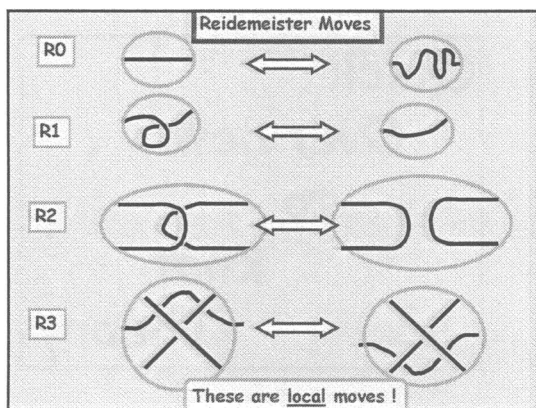 Reidemeister Moves
R0
R1
R2
R3
These are local moves !